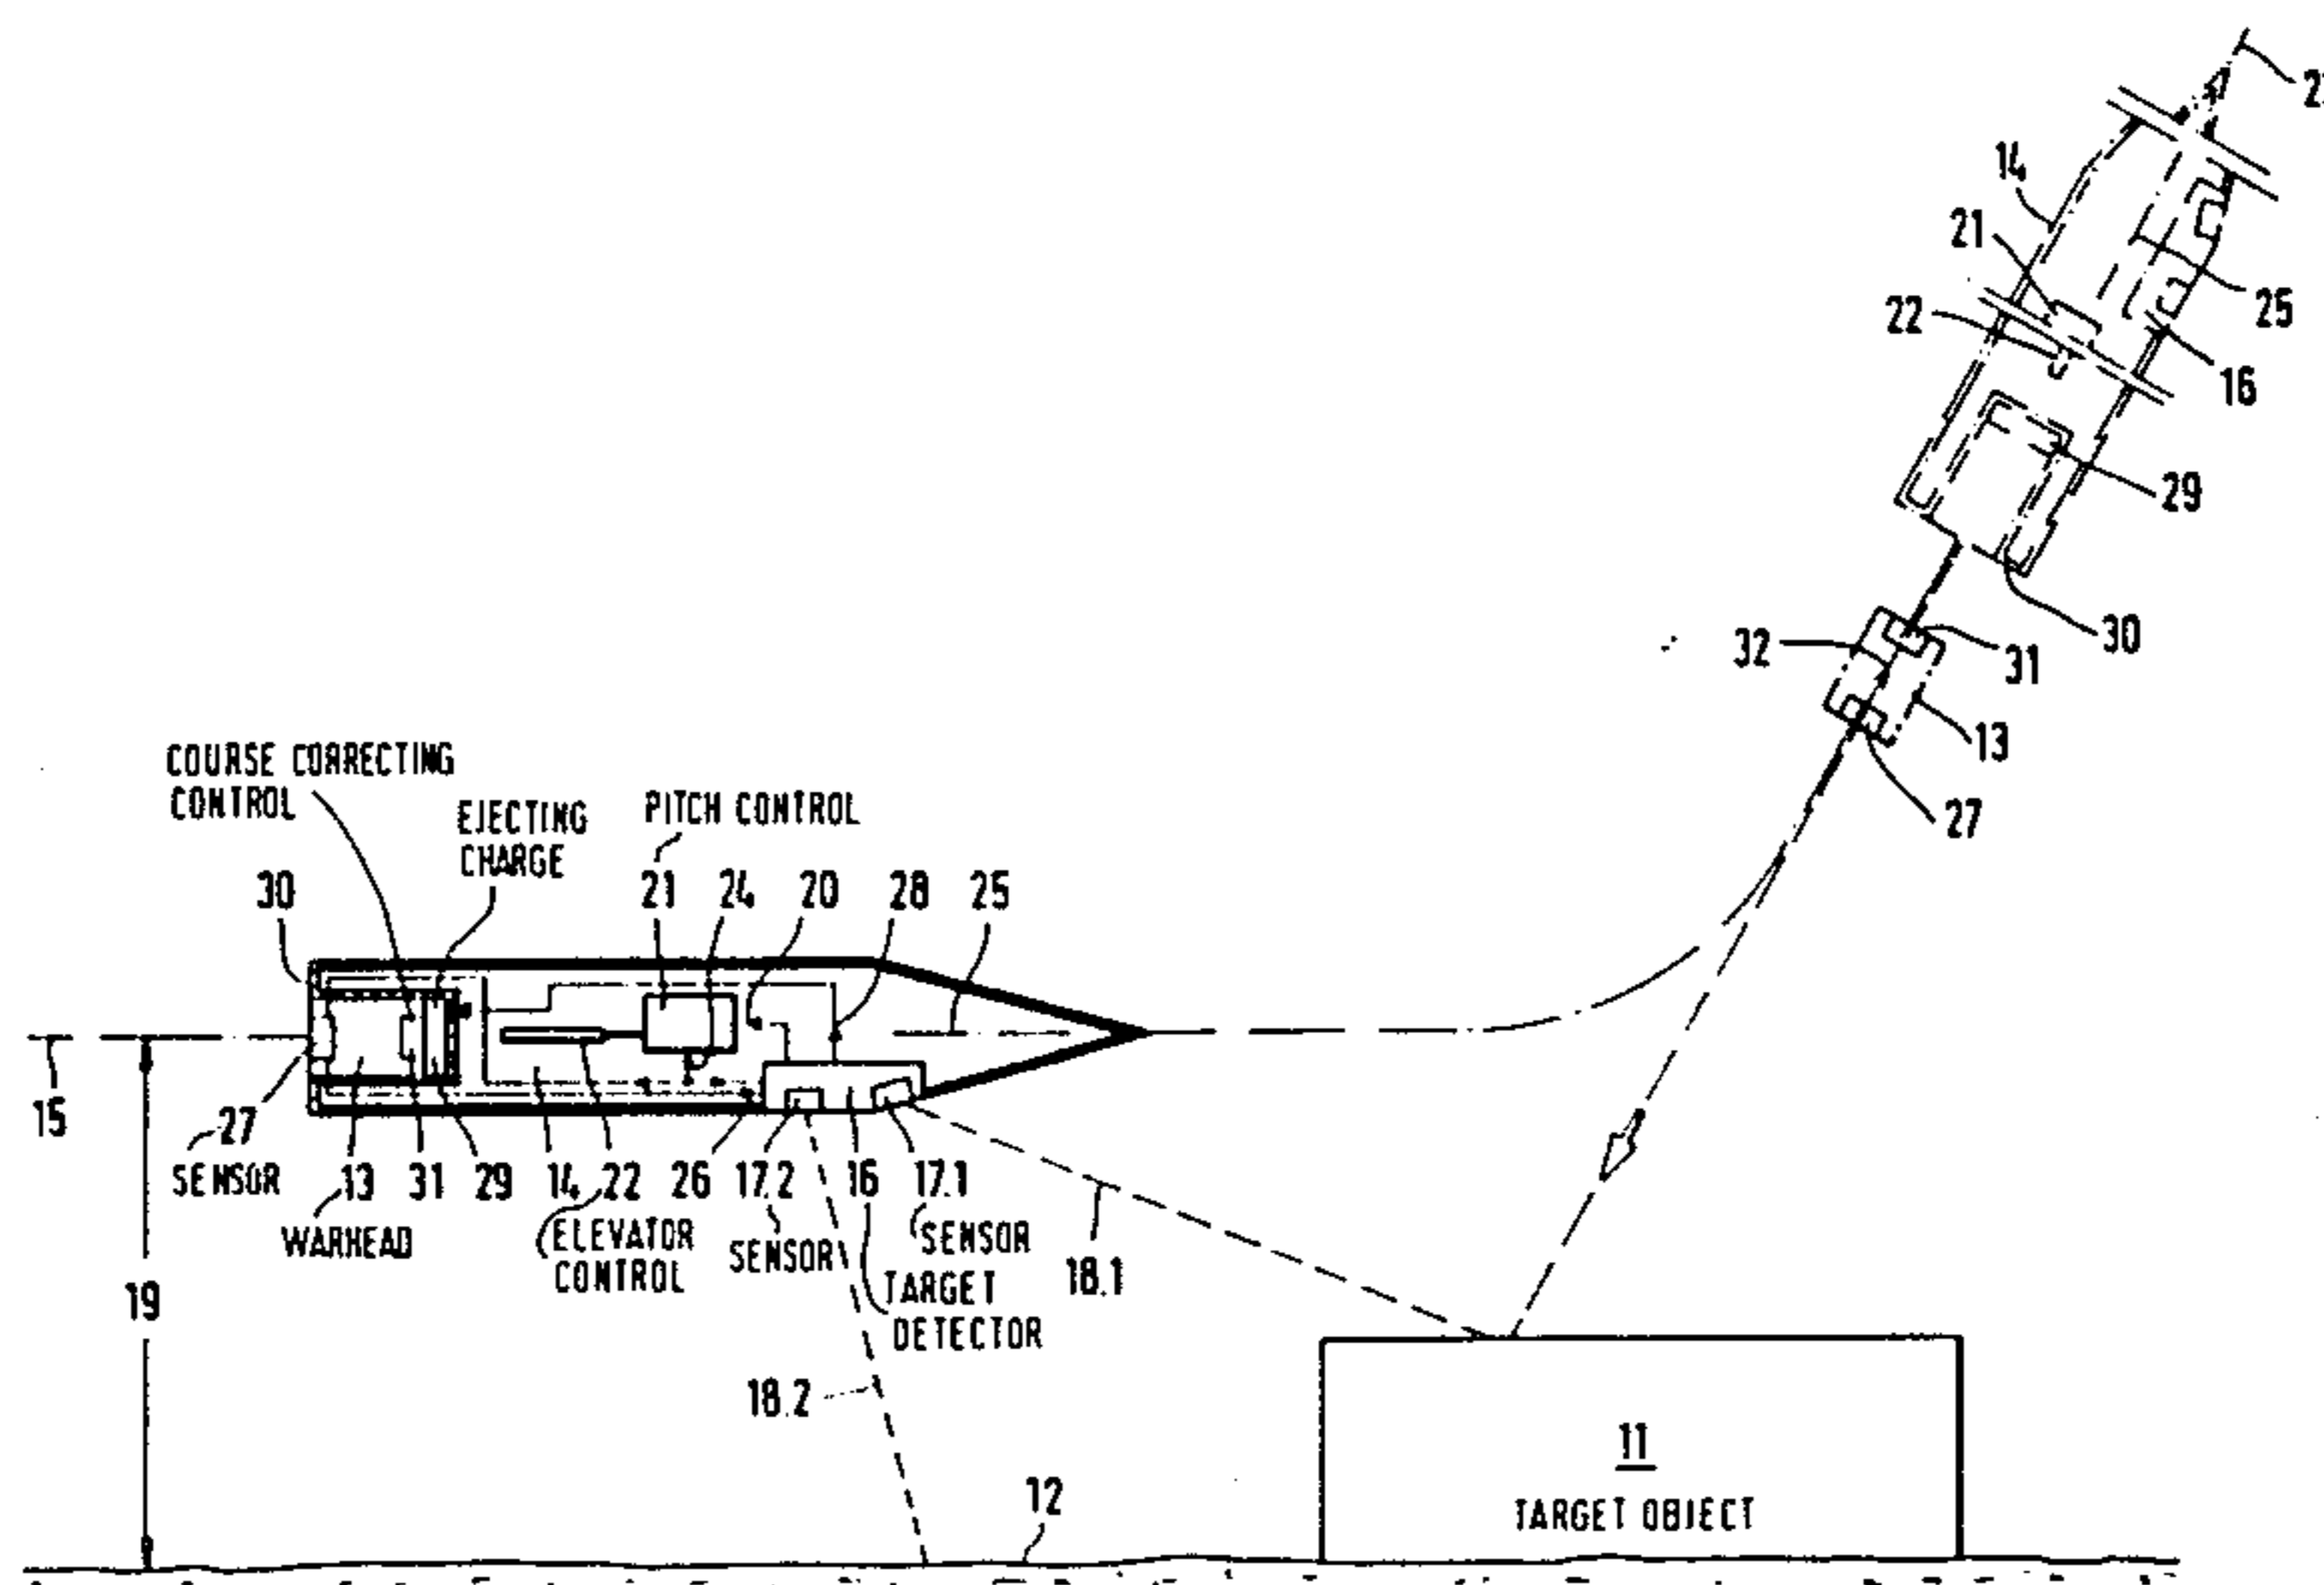 2
14
21
25
22
16
29
30
32
31
13
27
COURSE CORRECTING
CONTROL
EJECTING
CHARGE
PITCH CONTROL
30
21
24
20
28
25
15
27
SENSOR
13
31
29
14
22
26
17.2
16
17.1
WARHEAD
ELEVATOR
CONTROL
SENSOR
SENSOR
TARGET
DETECTOR
18.1
19
18.2
11
TARGET OBJECT
12